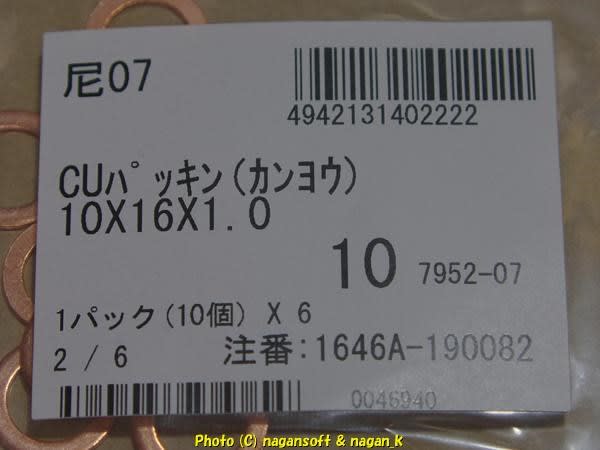 尼07
4942131402222
CUﾊﾟッキン(カンヨウ)
10X16X1.0
10 7952-07
1パック(10個) X 6
2 / 6 注番:1646A-190082
0046940
Photo (C) nagansoft & nagan_k